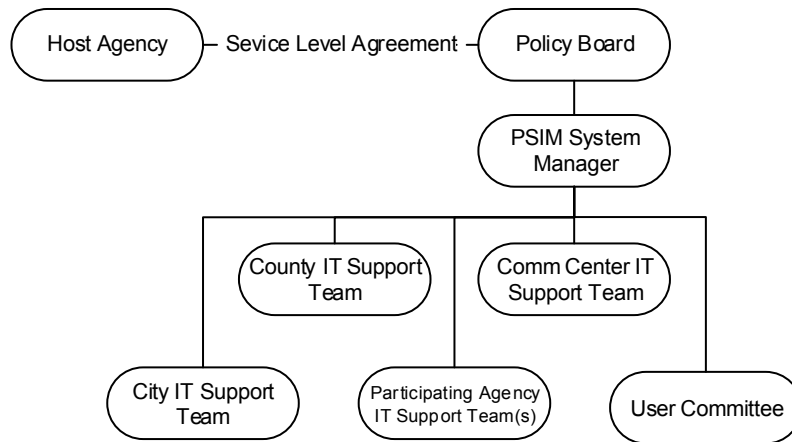 Host Agency
Sevice Level Agreement
Policy Board
PSIM System
Manager
County IT Support
Team
Comm Center IT
Support Team
City IT Support
Team
Participating Agency
IT Support Team(s)
User Committee